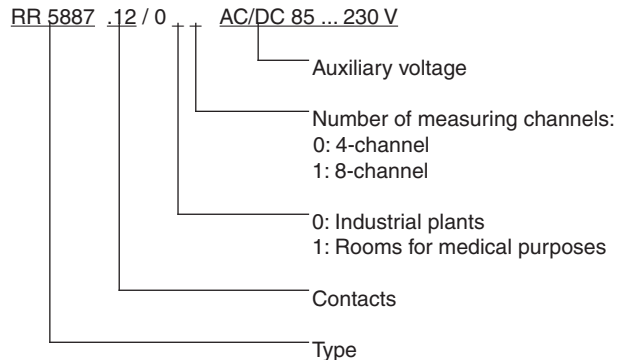 RR 5887 .12 / 0 _ _ AC/DC 85 ... 230 V
Auxiliary voltage
Number of measuring channels:
0: 4-channel
1: 8-channel
0: Industrial plants
1: Rooms for medical purposes
Contacts
Type